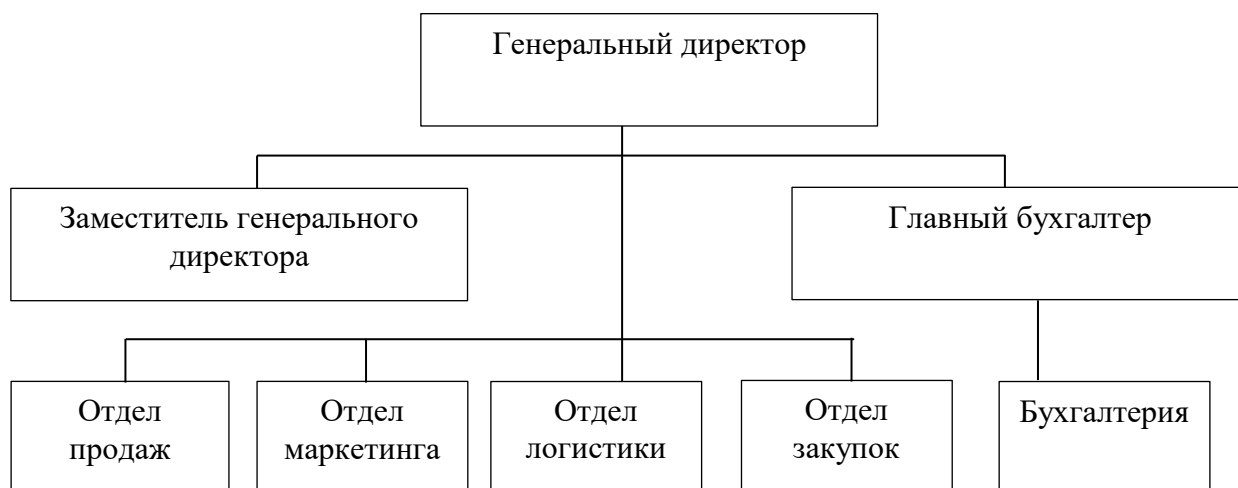 Генеральный директор
Заместитель генерального
директора
Главный бухгалтер
Отдел
продаж
Отдел
маркетинга
Отдел
логистики
Отдел
закупок
Бухгалтерия